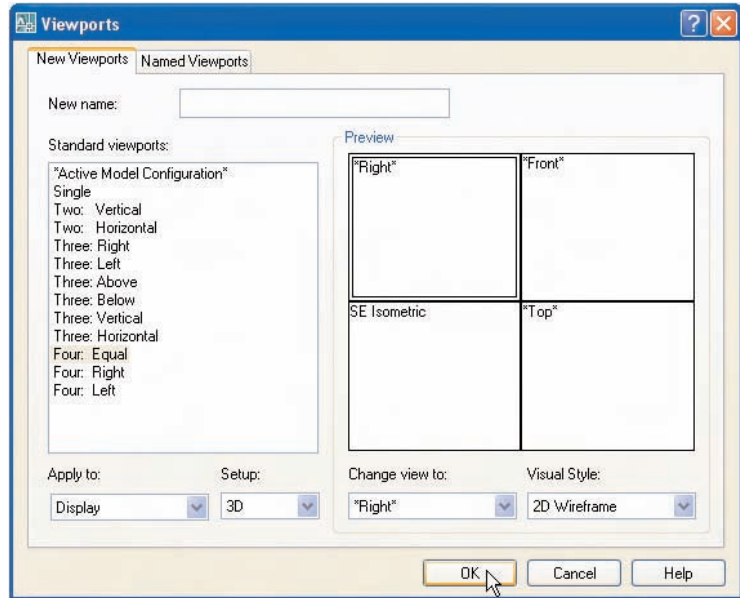 Viewports
New Viewports
Named Viewports
New name:
Standard viewports:
*Active Model Configuration*
Single
Two: Vertical
Two: Horizontal
Three: Right
Three: Left
Three: Above
Three: Below
Three: Vertical
Three: Horizontal
Four: Equal
Four: Right
Four: Left
Preview
*Right*
*Front*
SE Isometric
*Top*
Apply to:
Setup:
Change view to:
Visual Style:
Display
3D
*Right*
2D Wireframe
OK
Cancel
Help